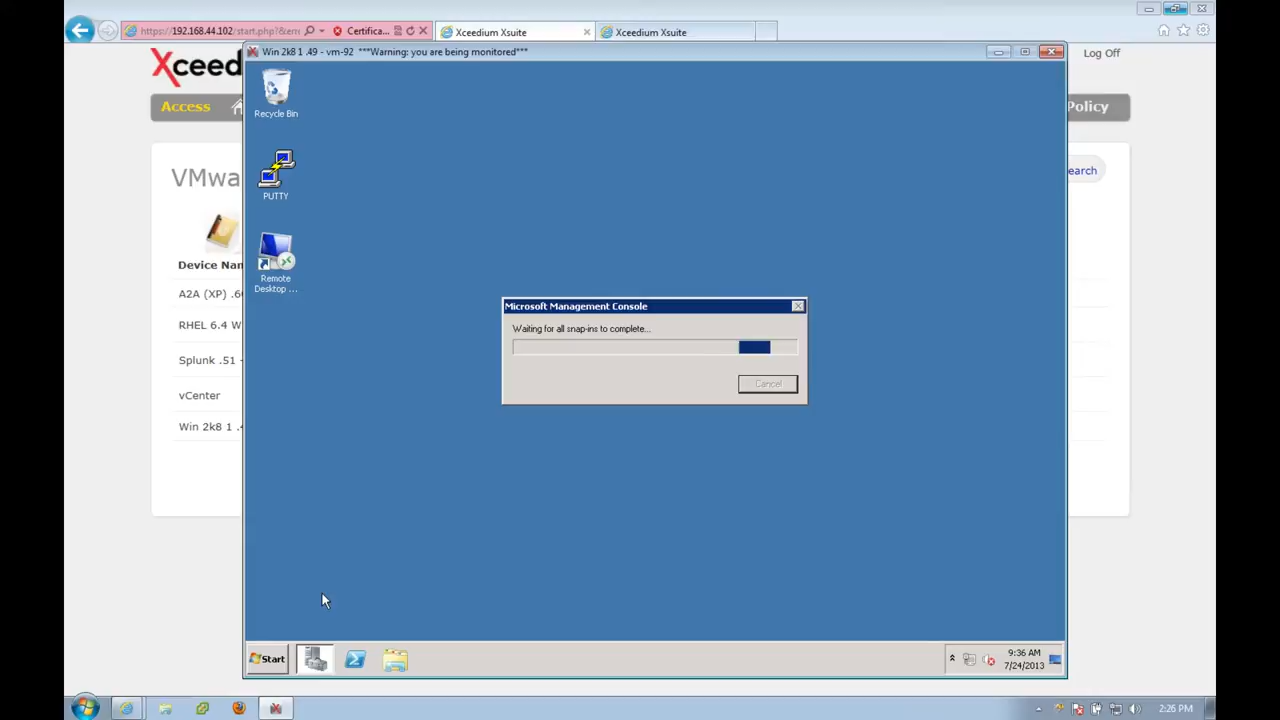 https://192.168.44.102/start.php?&em
Certifica...
Xceedium Xsuite
Xceedium Xsuite
Win 2k8 1 .49 - vm-92 ***Warning: you are being monitored***
Xceed
Log Off
Access
Policy
VMwa
earch
Device Nan
A2A (XP) .6
RHEL 6.4 W
Splunk .51 -
vCenter
Win 2k8 1 .4
Recycle Bin
PUTTY
Remote
Desktop ...
Microsoft Management Console
Waiting for all snap-ins to complete...
Cancel
Start
9:36 AM
7/24/2013
2:26 PM